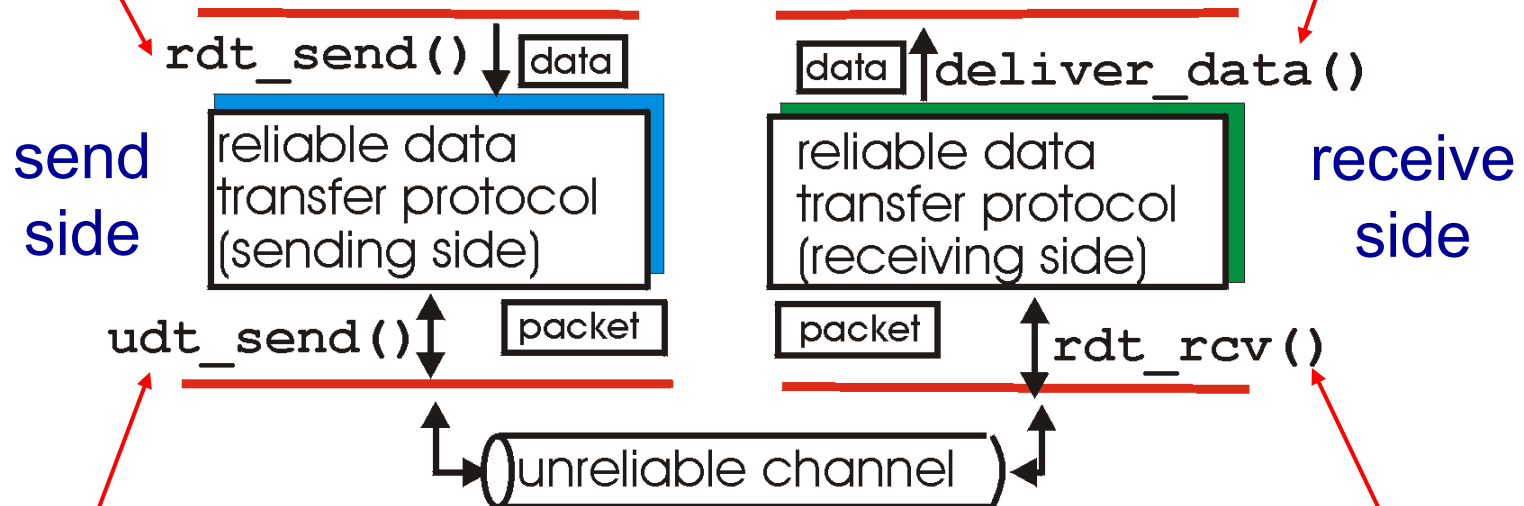 rdt_send()
data
data
deliver_data()
send
side
reliable data
transfer protocol
(sending side)
reliable data
transfer protocol
(receiving side)
receive
side
udt_send()
packet
packet
rdt_rcv()
unreliable channel